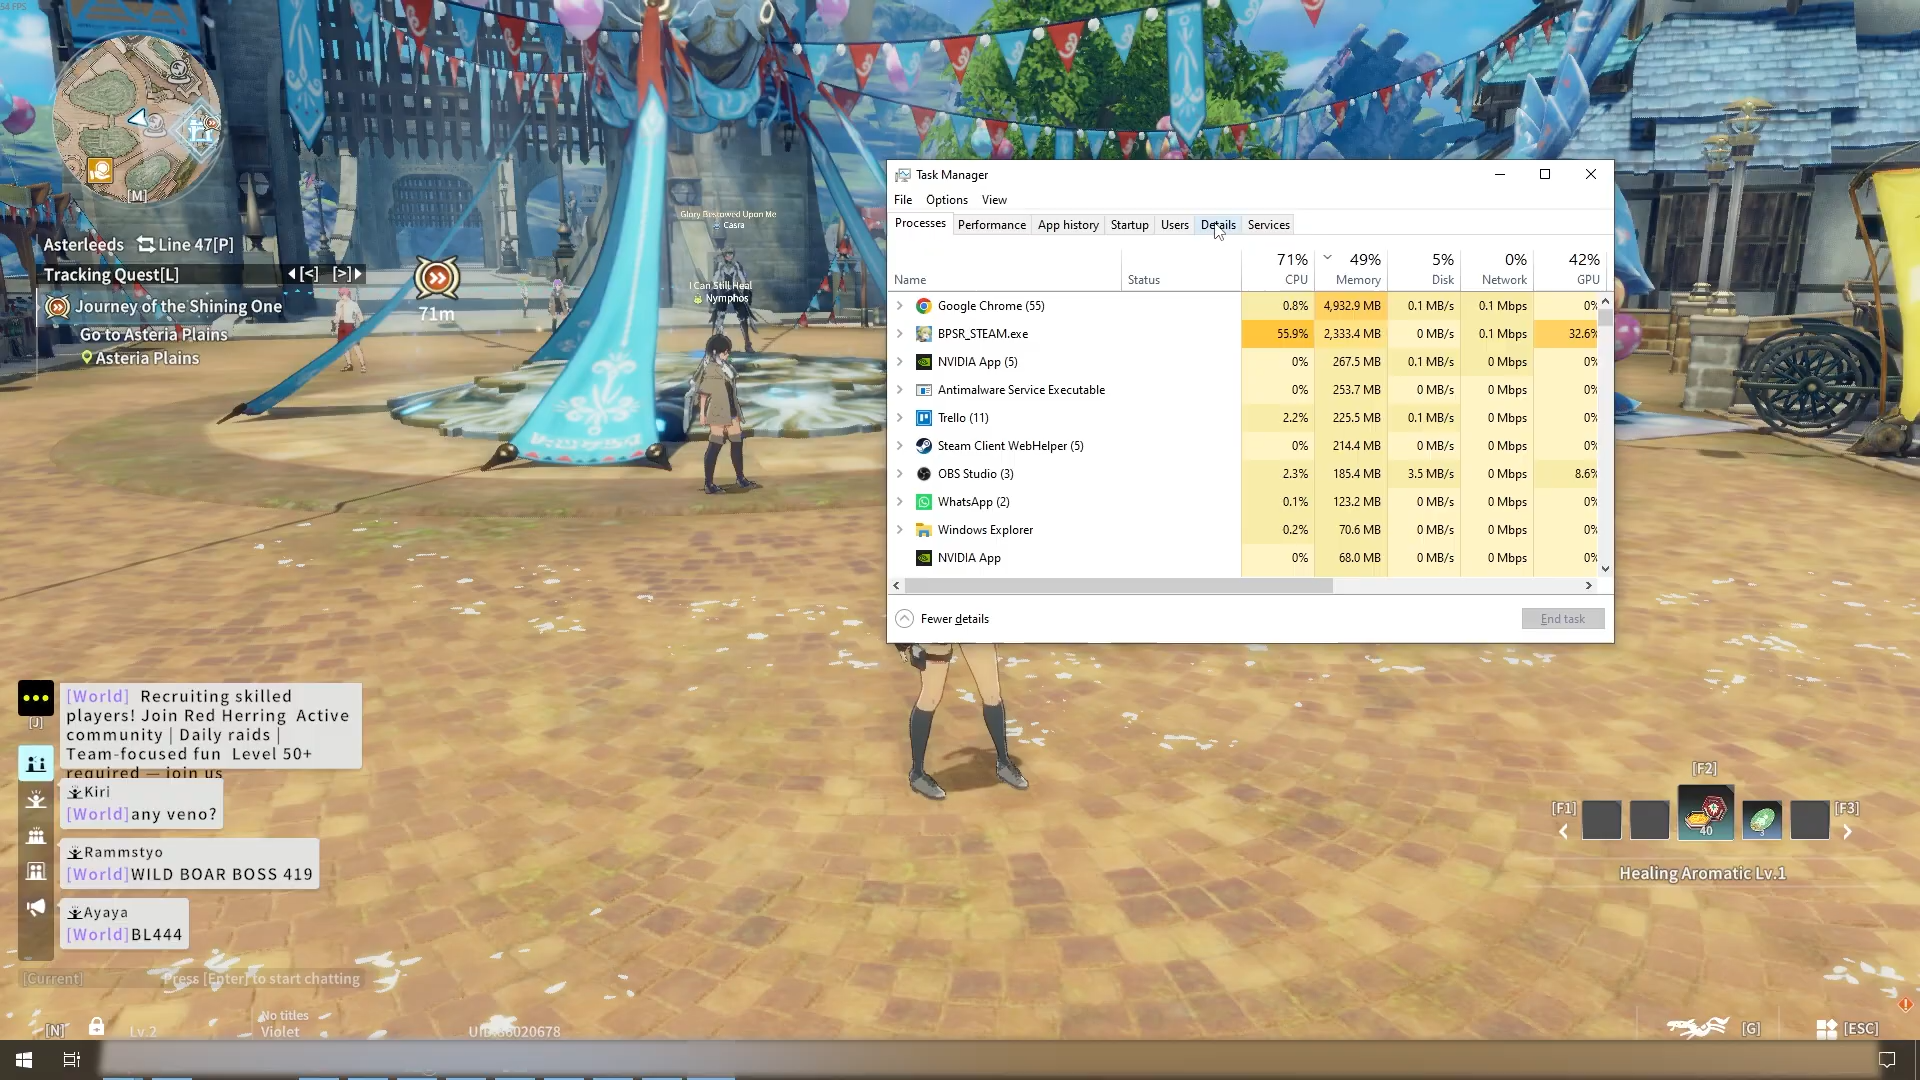 54 FPS
[M]
Asterleeds Line 47[P]
Tracking Quest[L] [<] [>]
Journey of the Shining One
Go to Asteria Plains
Asteria Plains
71m
Glory Bestowed Upon Me
Casra
I Can Still Heal
Nymphos
Task Manager
File Options View
Processes Performance App history Startup Users Details Services
71% 49% 5% 0% 42%
Name Status CPU Memory Disk Network GPU
Google Chrome (55) 0.8% 4,932.9 MB 0.1 MB/s 0.1 Mbps 0%
BPSR_STEAM.exe 55.9% 2,333.4 MB 0 MB/s 0.1 Mbps 32.6%
NVIDIA App (5) 0% 267.5 MB 0.1 MB/s 0 Mbps 0%
Antimalware Service Executable 0% 253.7 MB 0 MB/s 0 Mbps 0%
Trello (11) 2.2% 225.5 MB 0.1 MB/s 0 Mbps 0%
Steam Client WebHelper (5) 0% 214.4 MB 0 MB/s 0 Mbps 0%
OBS Studio (3) 2.3% 185.4 MB 3.5 MB/s 0 Mbps 8.6%
WhatsApp (2) 0.1% 123.2 MB 0 MB/s 0 Mbps 0%
Windows Explorer 0.2% 70.6 MB 0 MB/s 0 Mbps 0%
NVIDIA App 0% 68.0 MB 0 MB/s 0 Mbps 0%
Fewer details End task
[J]
[World] Recruiting skilled
players! Join Red Herring Active
community | Daily raids |
Team-focused fun Level 50+
required — join us
Kiri
[World]any veno?
Rammstyo
[World]WILD BOAR BOSS 419
Ayaya
[World]BL444
[Current] Press [Enter] to start chatting
[F2]
[F1] [F3]
40 3
Healing Aromatic Lv.1
No titles
[N] Lv.2 Violet UID:36020678 [G] [ESC]